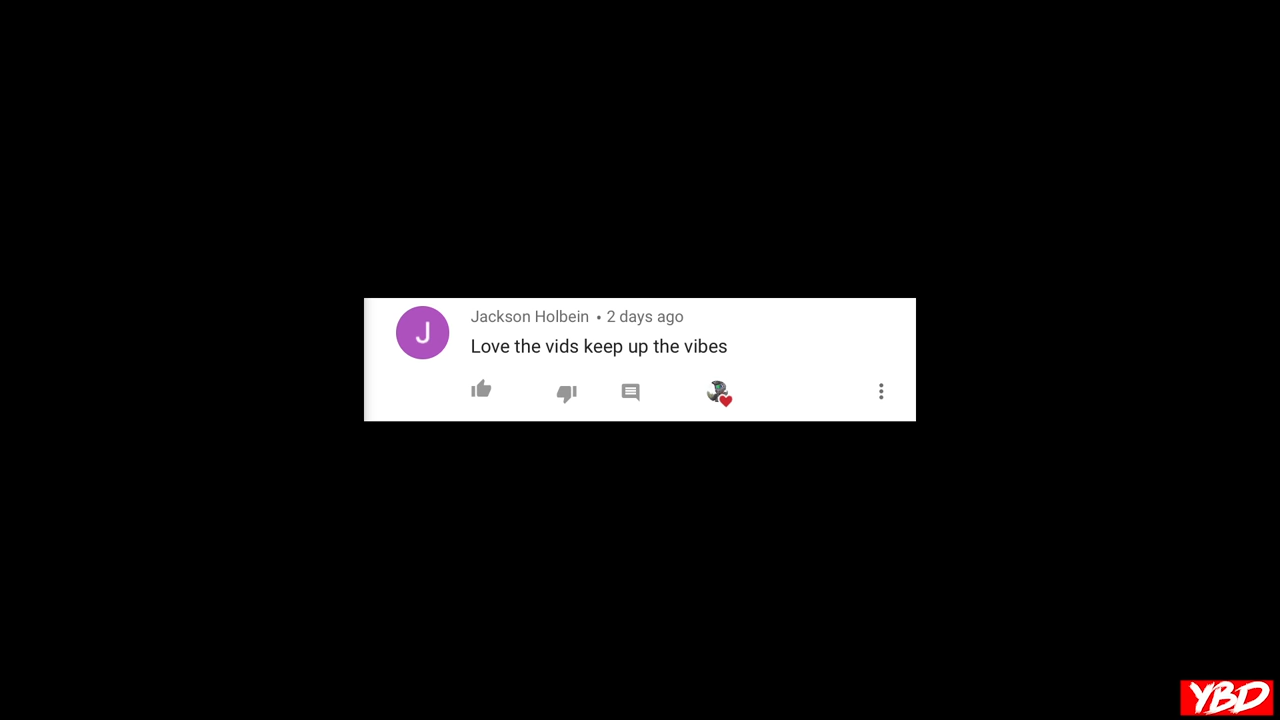 J
Jackson Holbein • 2 days ago
Love the vids keep up the vibes
YBD